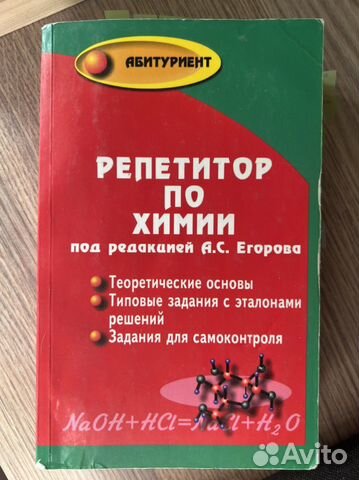 АБИТУРИЕНТ
РЕПЕТИТОР
ПО
ХИМИИ
под редакцией А.С. Егорова
Теоретические основы
Типовые задания с эталонами
решений
Задания для самоконтроля
NaOH+HCl=NaCl+H₂O
Avito